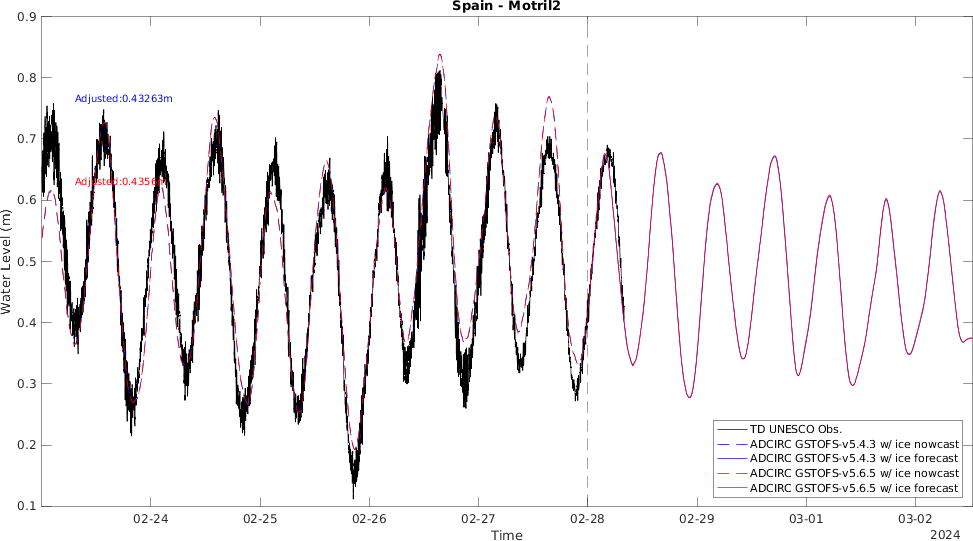 Spain - Motril2
0.9
0.8
0.7
0.6
0.5
0.4
0.3
0.2
0.1
Water Level (m)
Adjusted:0.43263m
Adjusted:0.4356m
TD UNESCO Obs.
ADCIRC GSTOFS-v5.4.3 w/ ice nowcast
ADCIRC GSTOFS-v5.4.3 w/ ice forecast
ADCIRC GSTOFS-v5.6.5 w/ ice nowcast
ADCIRC GSTOFS-v5.6.5 w/ ice forecast
02-24 02-25 02-26 02-27 02-28 02-29 03-01 03-02
Time
2024